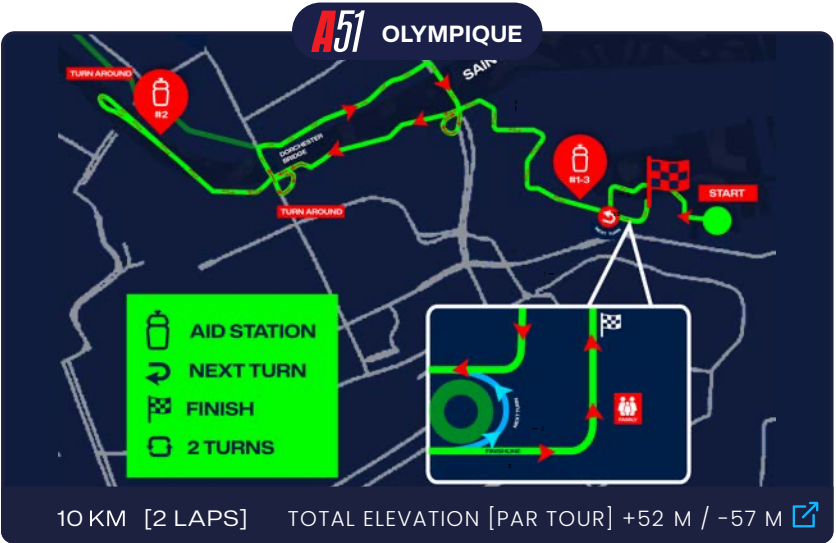 A51 OLYMPIQUE
TURN AROUND
#2
SAIN
DORCHESTER
BRIDGE
#1-3
START
NEXT TURN
TURN AROUND
AID STATION
NEXT TURN
FINISH
2 TURNS
NEXT TURN
FAMILY
FINISHLINE
10 KM [2 LAPS]
TOTAL ELEVATION [PAR TOUR] +52 M / -57 M